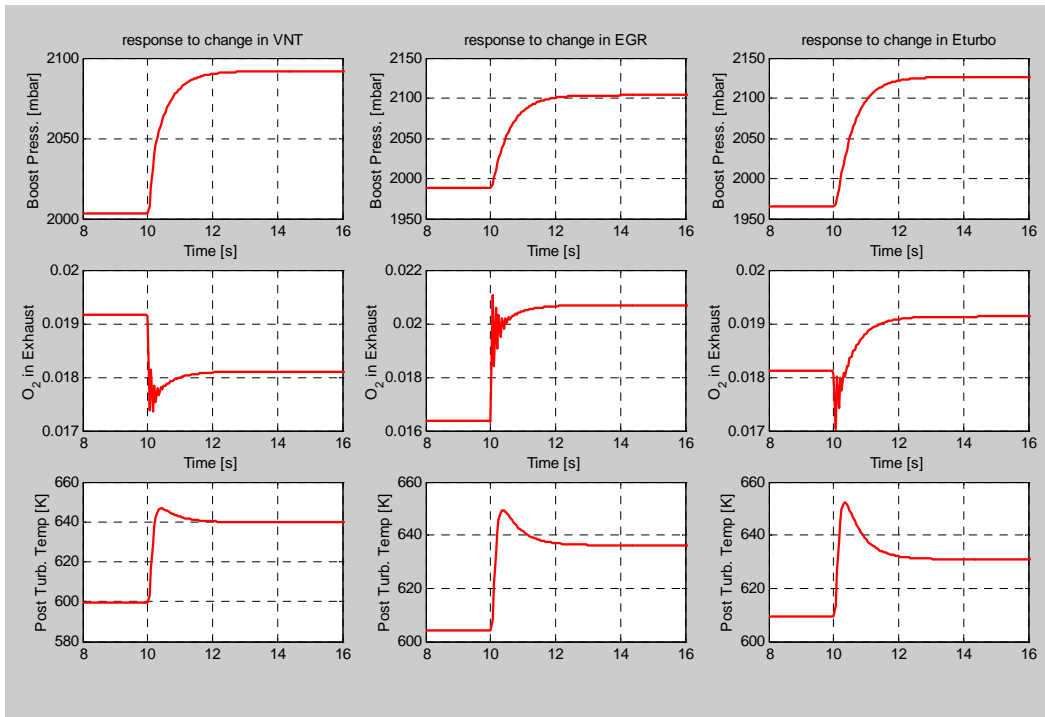 response to change in VNT
response to change in EGR
response to change in Eturbo
Boost Press. [mbar]
2100
2050
2000
8 10 12 14 16
Time [s]
Boost Press. [mbar]
2150
2100
2050
2000
1950
8 10 12 14 16
Time [s]
Boost Press. [mbar]
2150
2100
2050
2000
1950
8 10 12 14 16
Time [s]
O2 in Exhaust
0.02
0.019
0.018
0.017
8 10 12 14 16
Time [s]
O2 in Exhaust
0.022
0.02
0.018
0.016
8 10 12 14 16
Time [s]
O2 in Exhaust
0.02
0.019
0.018
0.017
8 10 12 14 16
Time [s]
Post Turb. Temp [K]
660
640
620
600
580
8 10 12 14 16
Post Turb. Temp [K]
660
640
620
600
8 10 12 14 16
Post Turb. Temp [K]
660
640
620
600
8 10 12 14 16